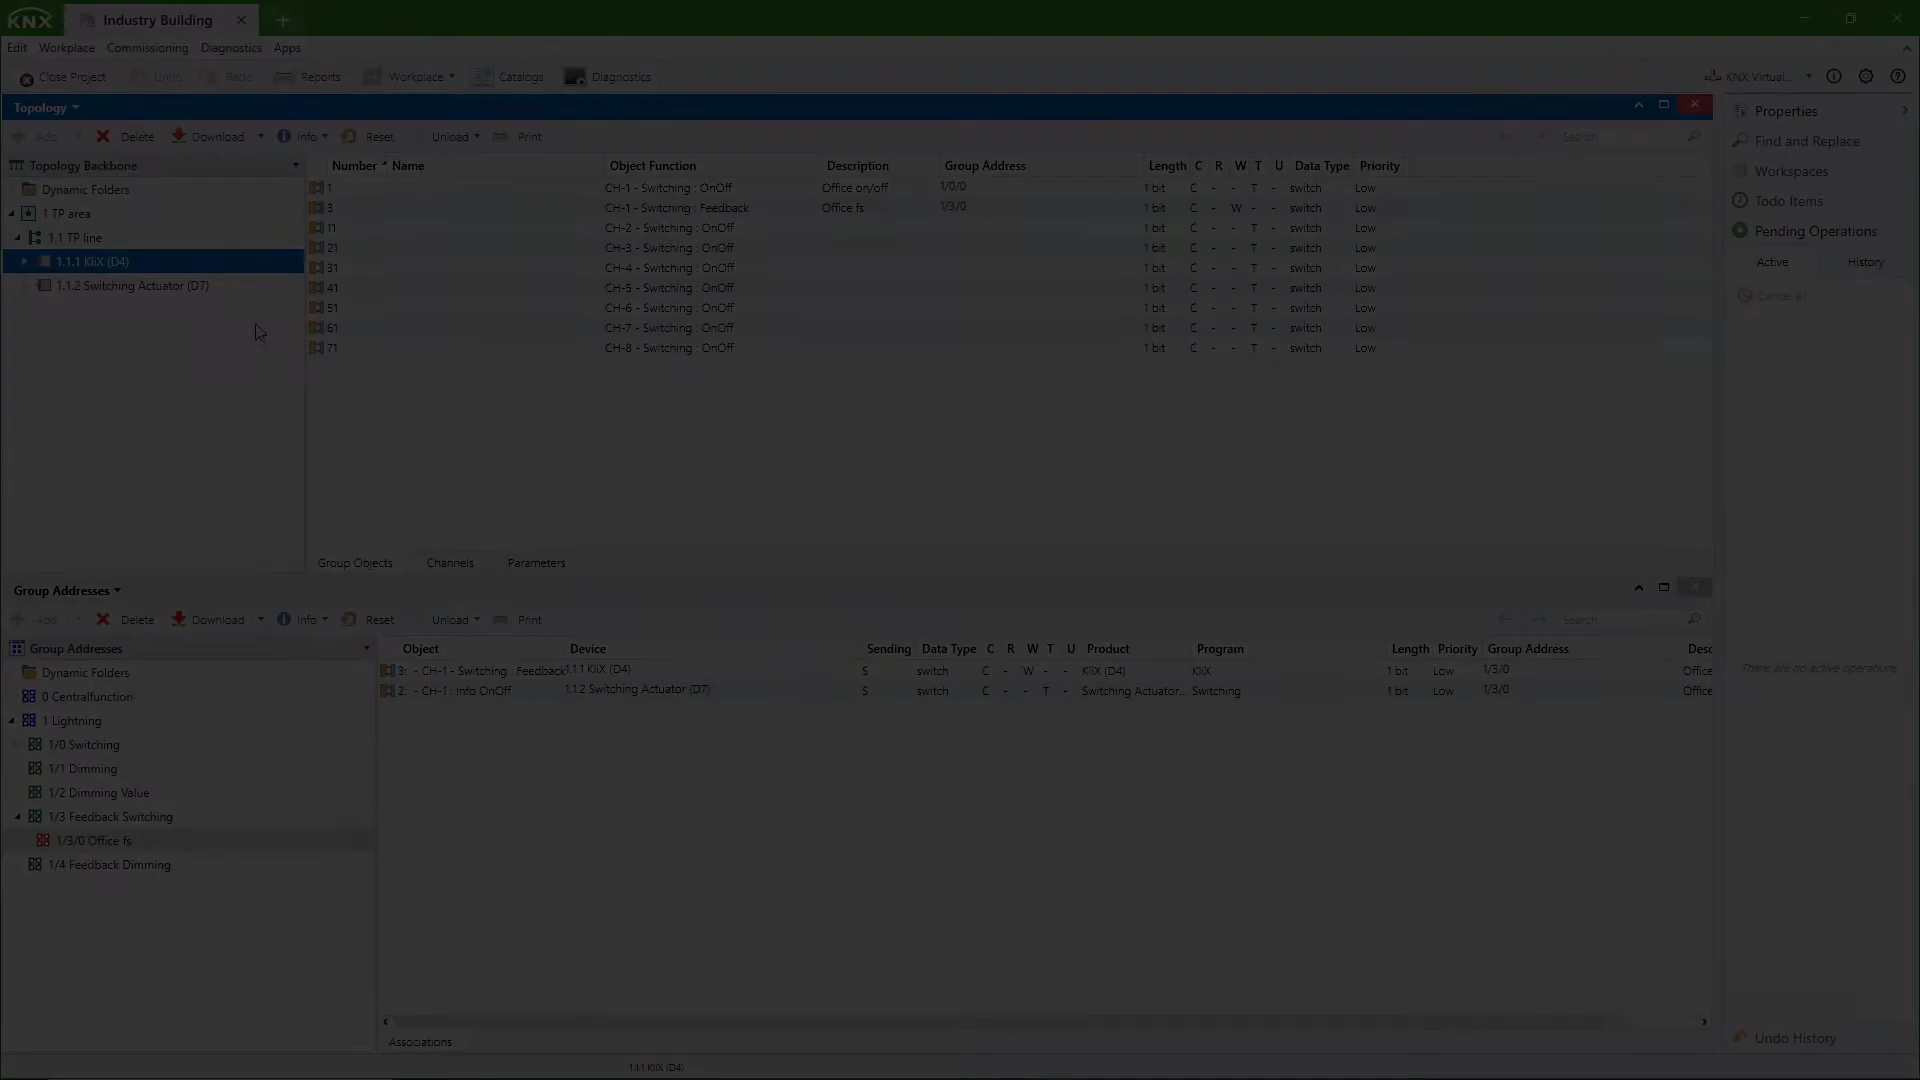 KNX Industry Building
Edit Workplace Commissioning Diagnostics Apps
Close Project Undo Redo Reports Workplace Catalogs Diagnostics KNX Virtual...
Topology
Add Delete Download Info Reset Unload Print Search
Topology Backbone
Dynamic Folders
1 TP area
1.1 TP line
1.1.1 KliX (D4)
1.1.2 Switching Actuator (D7)
Number Name Object Function Description Group Address Length C R W T U Data Type Priority
1 CH-1 - Switching : OnOff Office on/off 1/0/0 1 bit C - - T - switch Low
3 CH-1 - Switching : Feedback Office fs 1/3/0 1 bit C - W - - switch Low
11 CH-2 - Switching : OnOff 1 bit C - - T - switch Low
21 CH-3 - Switching : OnOff 1 bit C - - T - switch Low
31 CH-4 - Switching : OnOff 1 bit C - - T - switch Low
41 CH-5 - Switching : OnOff 1 bit C - - T - switch Low
51 CH-6 - Switching : OnOff 1 bit C - - T - switch Low
61 CH-7 - Switching : OnOff 1 bit C - - T - switch Low
71 CH-8 - Switching : OnOff 1 bit C - - T - switch Low
Group Objects Channels Parameters
Group Addresses
Add Delete Download Info Reset Unload Print Search
Group Addresses
Dynamic Folders
0 Centralfunction
1 Lightning
1/0 Switching
1/1 Dimming
1/2 Dimming Value
1/3 Feedback Switching
1/3/0 Office fs
1/4 Feedback Dimming
Object Device Sending Data Type C R W T U Product Program Length Priority Group Address Desc
3: - CH-1 - Switching : Feedback 1.1.1 KliX (D4) S switch C - W - - KliX (D4) KliX 1 bit Low 1/3/0 Office
2: - CH-1 : Info OnOff 1.1.2 Switching Actuator (D7) S switch C - - T - Switching Actuator... Switching 1 bit Low 1/3/0 Office
Associations
Properties
Find and Replace
Workspaces
Todo Items
Pending Operations
Active History
Cancel all
There are no active operations
Undo History
1.1.1 KliX (D4)